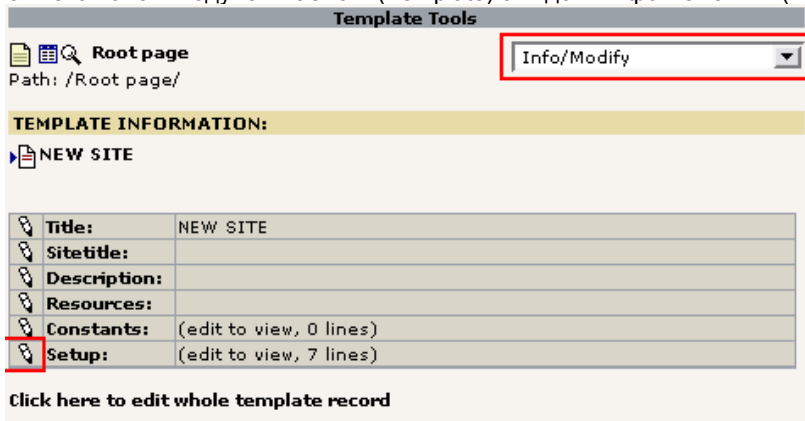 Template Tools
Root page
Info/Modify
Path: /Root page/
TEMPLATE INFORMATION:
NEW SITE
Title: NEW SITE
Sitetitle:
Description:
Resources:
Constants: (edit to view, 0 lines)
Setup: (edit to view, 7 lines)
Click here to edit whole template record